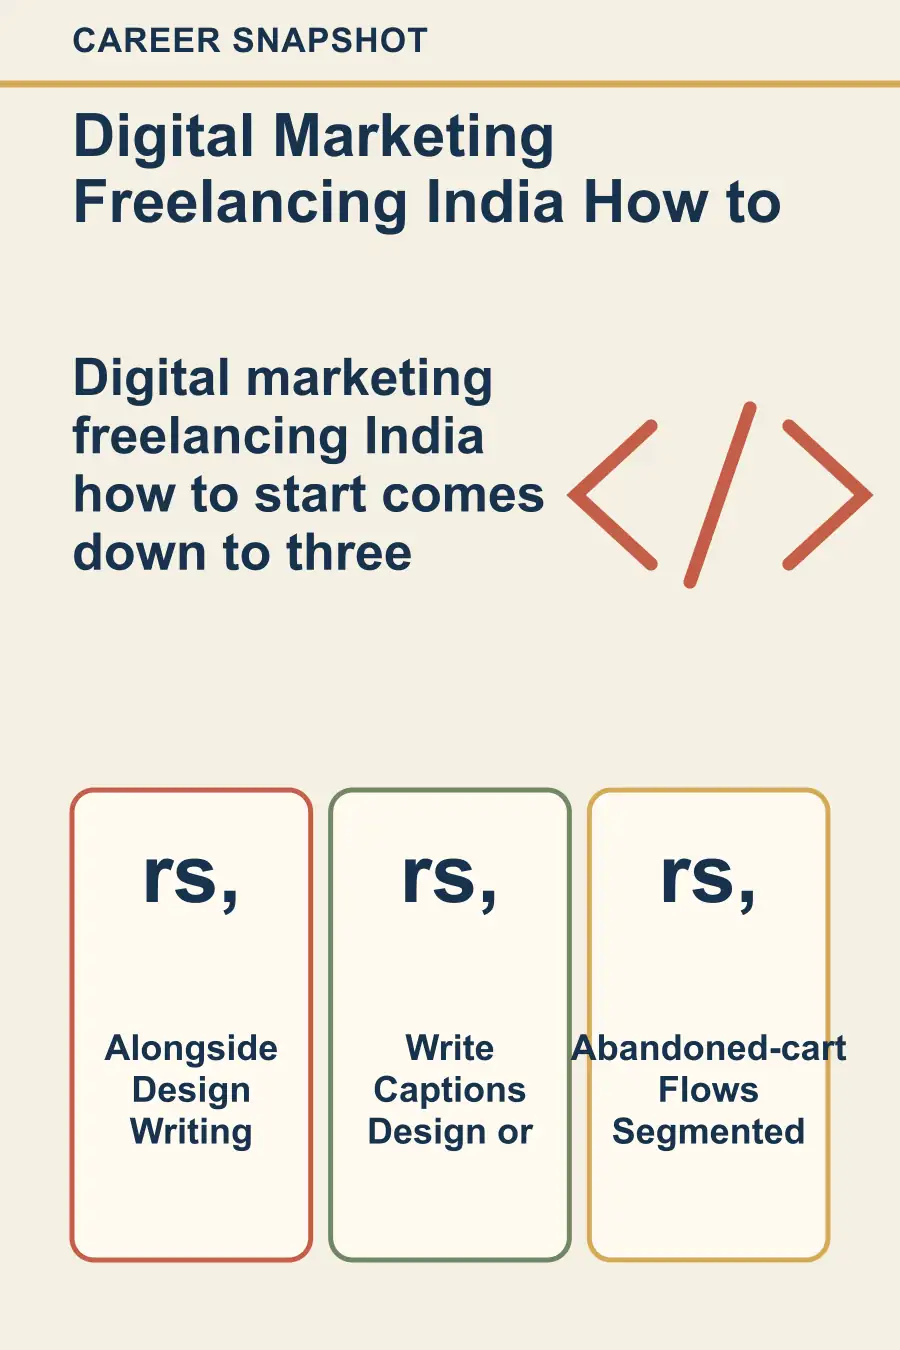 CAREER SNAPSHOT
Digital Marketing
Freelancing India How to
Digital marketing
freelancing India
how to start comes
down to three
rs,
Alongside
Design
Writing
rs,
Write
Captions
Design or
rs,
Abandoned-cart
Flows
Segmented